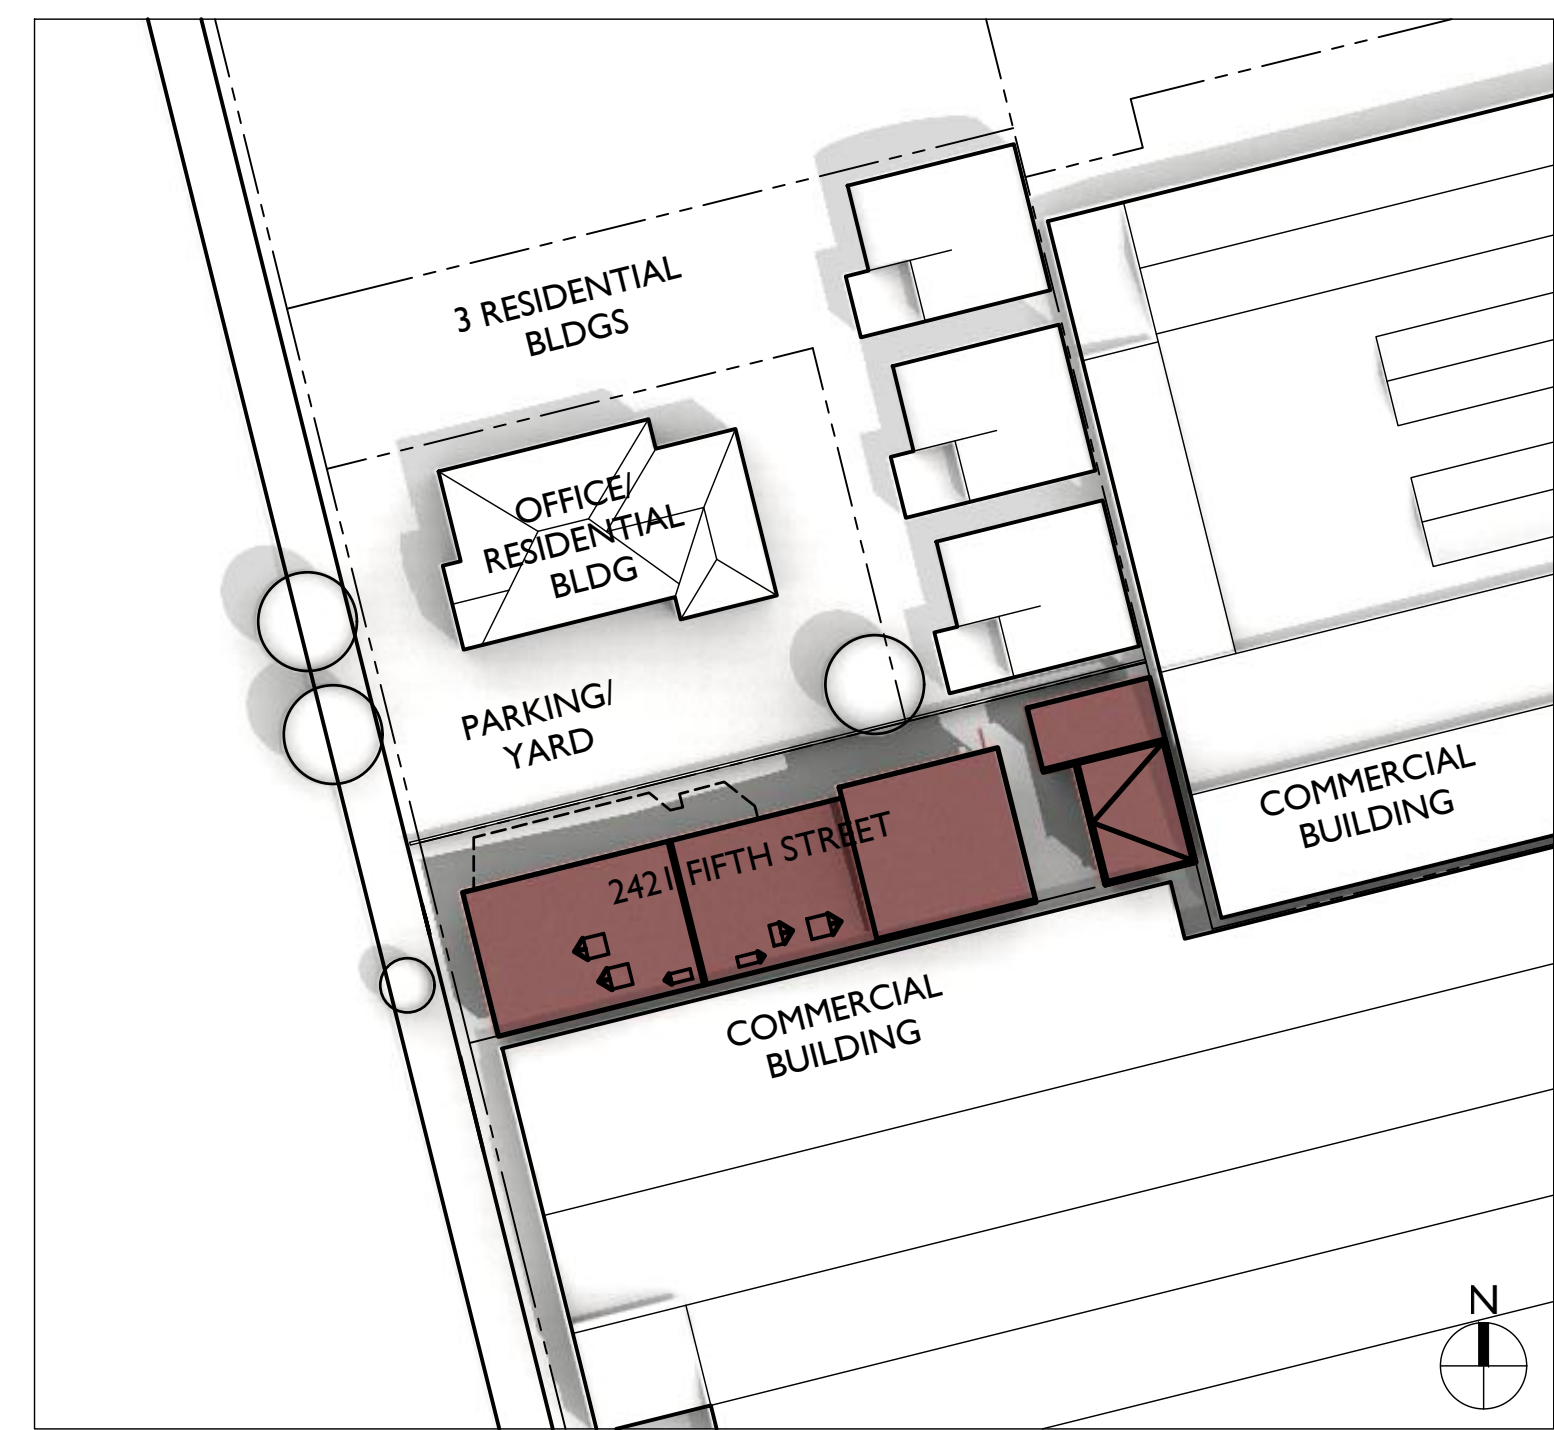 3 RESIDENTIAL
BLDGS
OFFICE/
RESIDENTIAL
BLDG
PARKING/
YARD
2421 FIFTH STREET
COMMERCIAL
BUILDING
COMMERCIAL
BUILDING
N